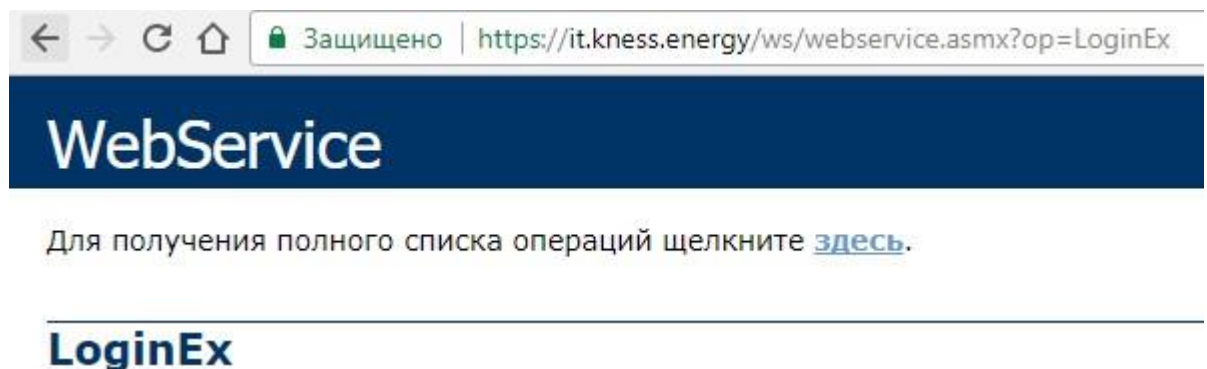 Защищено | https://it.kness.energy/ws/webservice.asmx?op=LoginEx
WebService
Для получения полного списка операций щелкните здесь.
LoginEx